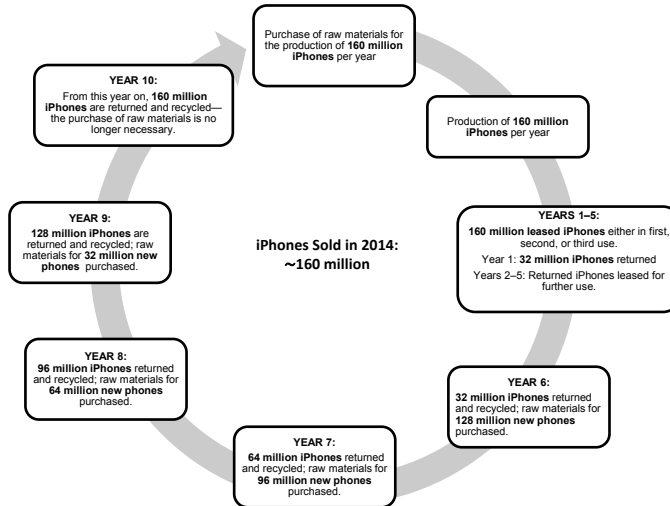 Purchase of raw materials for
the production of 160 million
iPhones per year
Production of 160 million
iPhones per year
YEARS 1–5:
160 million leased iPhones either in first,
second, or third use.
Year 1: 32 million iPhones returned
Years 2–5: Returned iPhones leased for
further use.
YEAR 6:
32 million iPhones returned
and recycled; raw materials for
128 million new phones
purchased.
YEAR 7:
64 million iPhones returned
and recycled; raw materials for
96 million new phones
purchased.
YEAR 8:
96 million iPhones returned
and recycled; raw materials for
64 million new phones
purchased.
YEAR 9:
128 million iPhones are
returned and recycled; raw
materials for 32 million new
phones purchased.
YEAR 10:
From this year on, 160 million
iPhones are returned and recycled—
the purchase of raw materials is no
longer necessary.
iPhones Sold in 2014:
~160 million